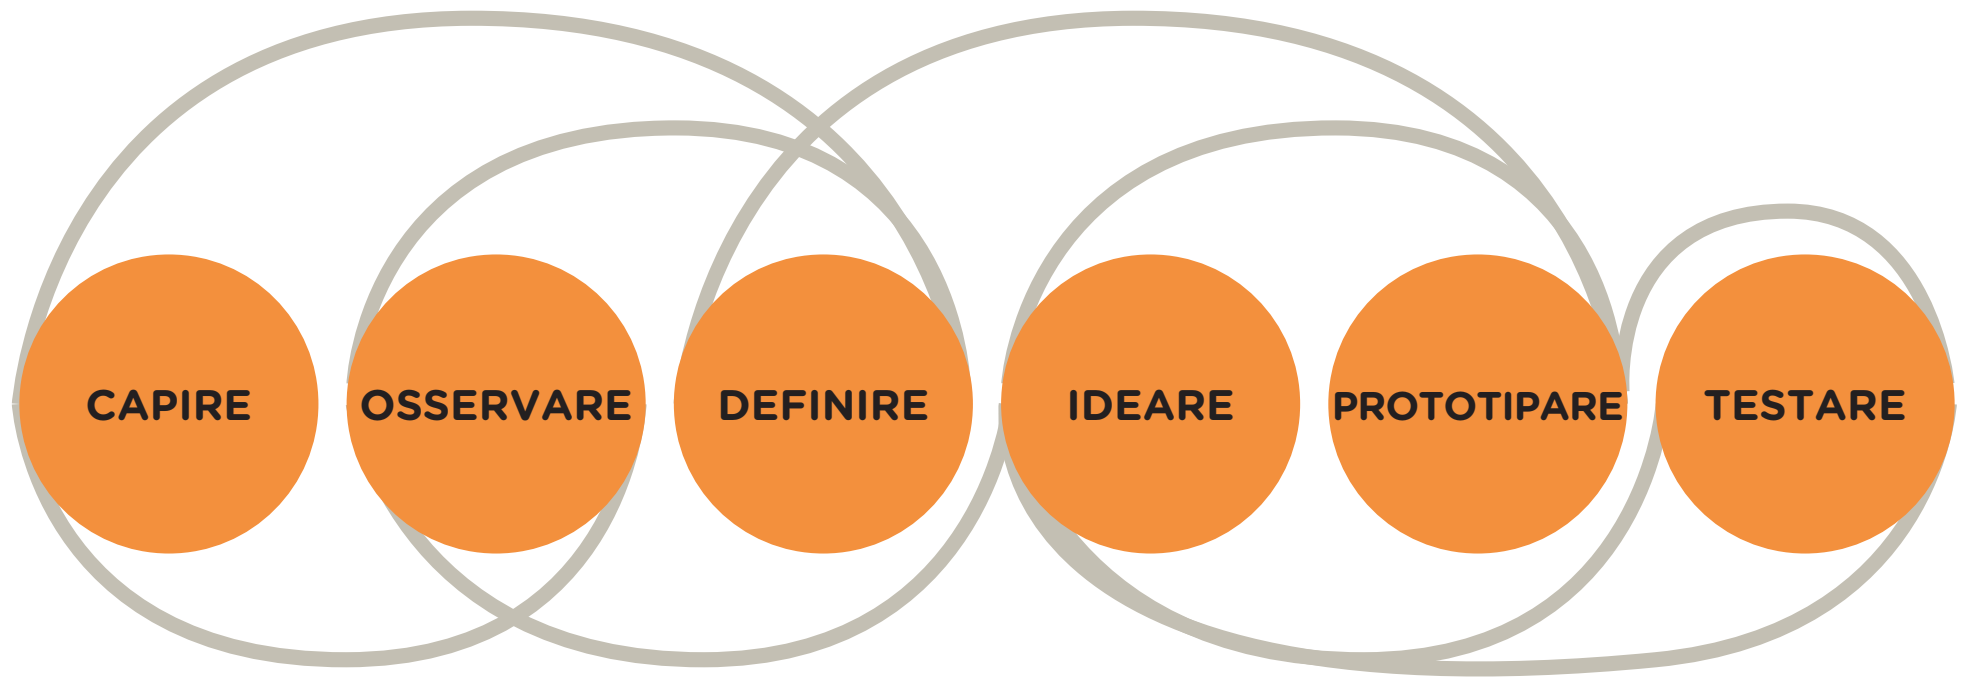 CAPIRE
OSSERVARE
DEFINIRE
IDEARE
PROTOTIPARE
TESTARE